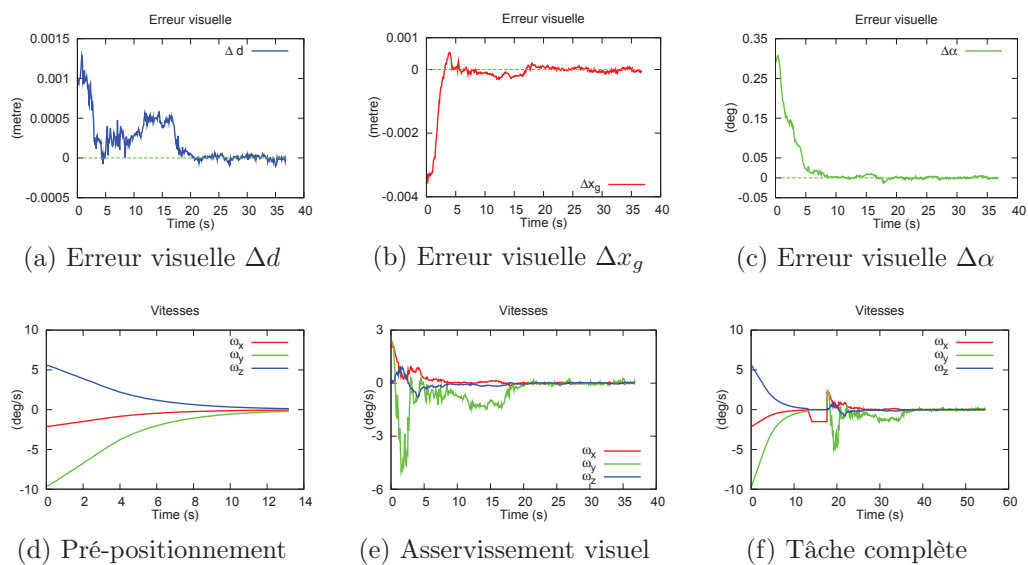 Erreur visuelle
0.0015
0.001
0.0005
0
-0.0005
(metre)
Δ d
0 5 10 15 20 25 30 35 40
Time (s)
(a) Erreur visuelle Δd
Erreur visuelle
0.001
0
-0.002
-0.004
(metre)
Δx_g
0 5 10 15 20 25 30 35 40
Time (s)
(b) Erreur visuelle Δx_g
Erreur visuelle
0.35
0.25
0.15
0.05
0
-0.05
(deg)
Δα
0 5 10 15 20 25 30 35 40
Time (s)
(c) Erreur visuelle Δα
Vitesses
10
5
0
-5
-10
(deg/s)
ω_x
ω_y
ω_z
0 2 4 6 8 10 12 14
Time (s)
(d) Pré-positionnement
Vitesses
3
0
-3
-6
(deg/s)
ω_x
ω_y
ω_z
0 5 10 15 20 25 30 35 40
Time (s)
(e) Asservissement visuel
Vitesses
10
5
0
-5
-10
(deg/s)
ω_x
ω_y
ω_z
0 10 20 30 40 50 60
Time (s)
(f) Tâche complète